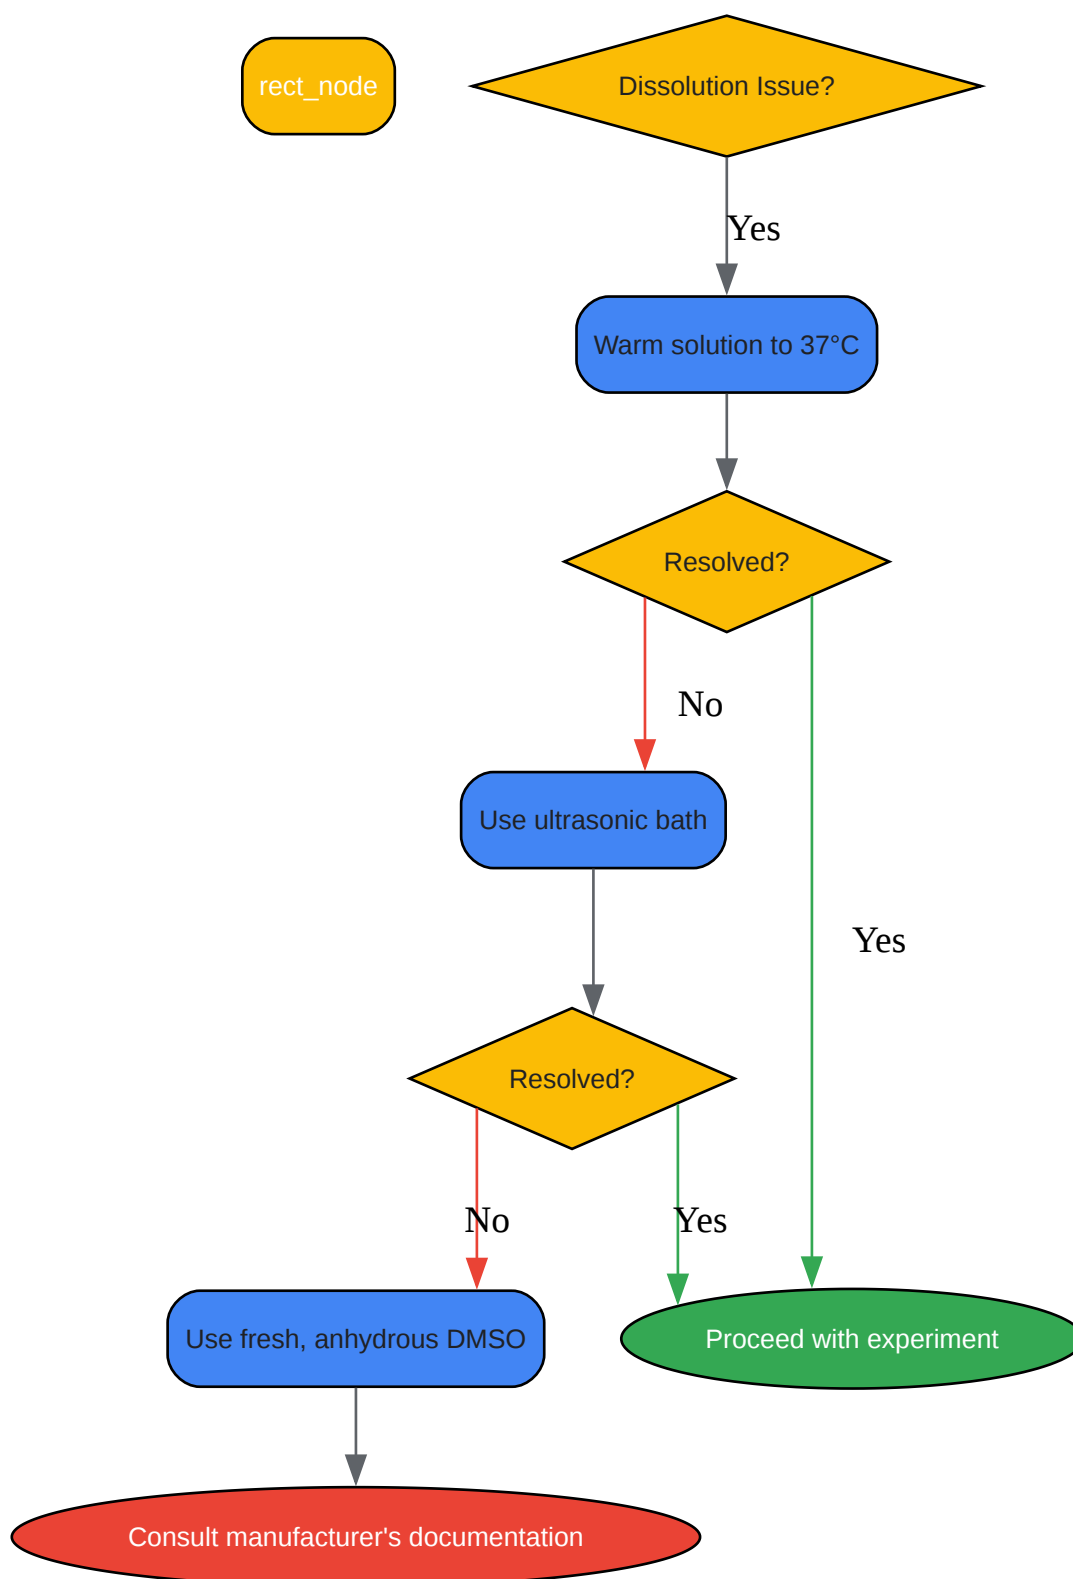 rect_node
Dissolution Issue?
Yes
Warm solution to 37°C
Resolved?
No
Use ultrasonic bath
Yes
Resolved?
No
Yes
Use fresh, anhydrous DMSO
Proceed with experiment
Consult manufacturer's documentation